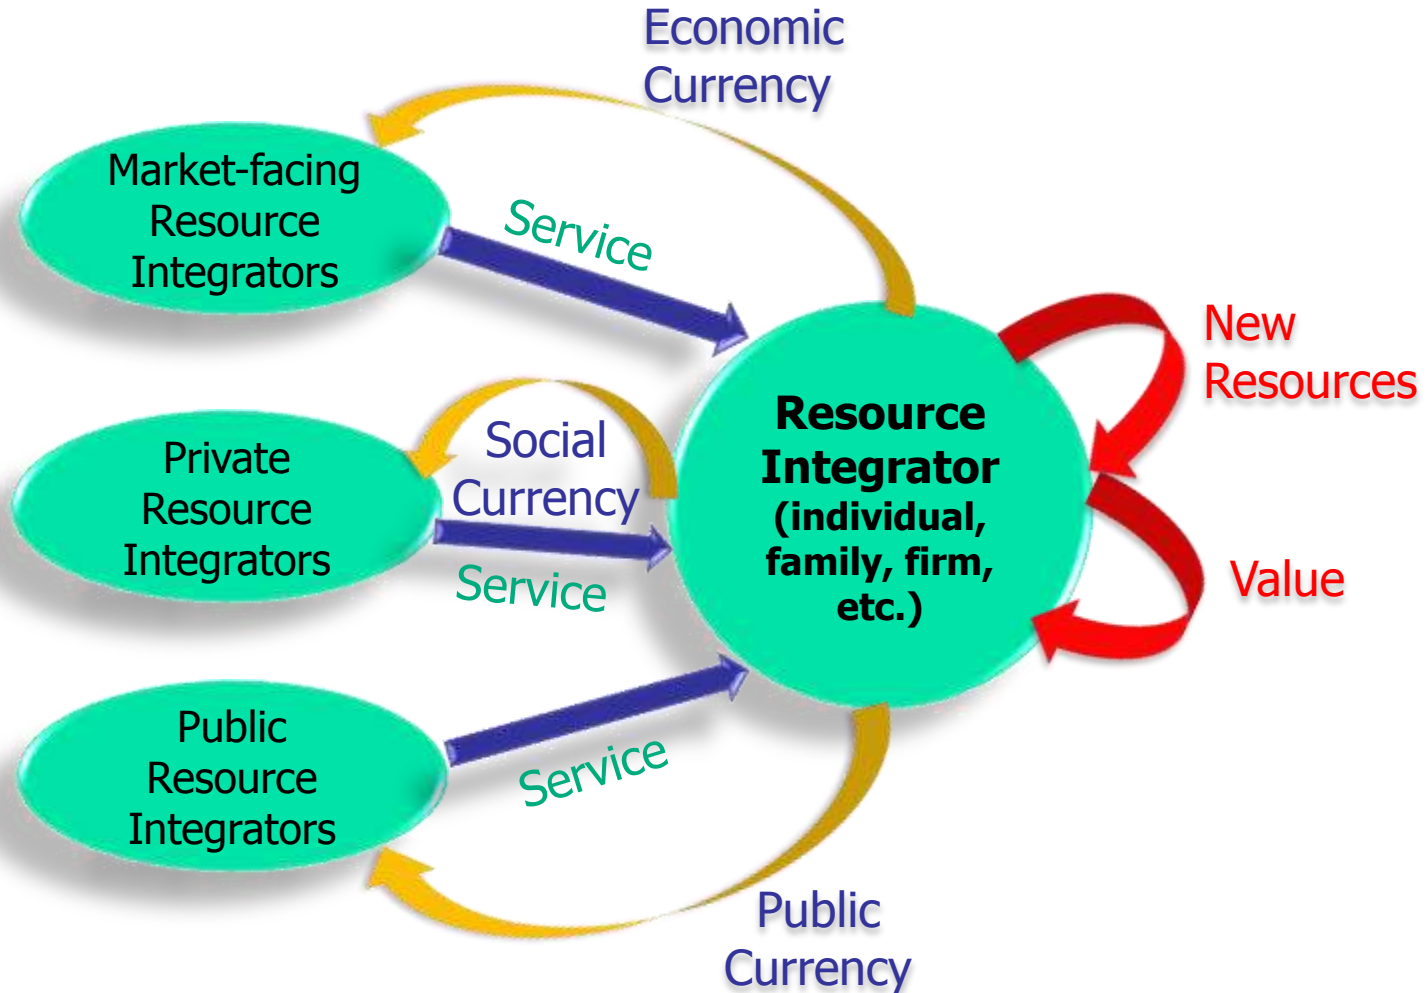 Economic
Currency
Market-facing
Resource
Integrators
Service
New
Resources
Resource
Integrator
(individual,
family, firm,
etc.)
Social
Currency
Private
Resource
Integrators
Service
Value
Public
Resource
Integrators
Service
Public
Currency